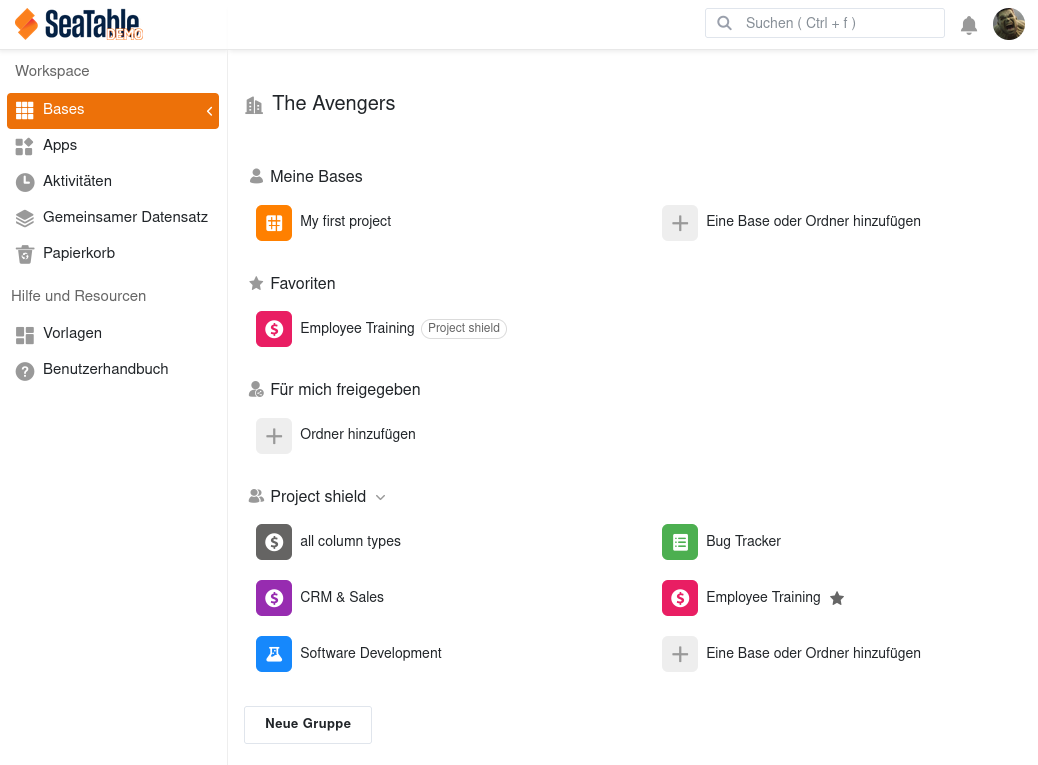 SeaTable
DEMO
Suchen ( Ctrl + f )
Workspace
Bases
Apps
Aktivitäten
Gemeinsamer Datensatz
Papierkorb
Hilfe und Resourcen
Vorlagen
Benutzerhandbuch
The Avengers
Meine Bases
My first project
Eine Base oder Ordner hinzufügen
Favoriten
Employee Training Project shield
Für mich freigegeben
Ordner hinzufügen
Project shield
all column types
Bug Tracker
CRM & Sales
Employee Training
Software Development
Eine Base oder Ordner hinzufügen
Neue Gruppe